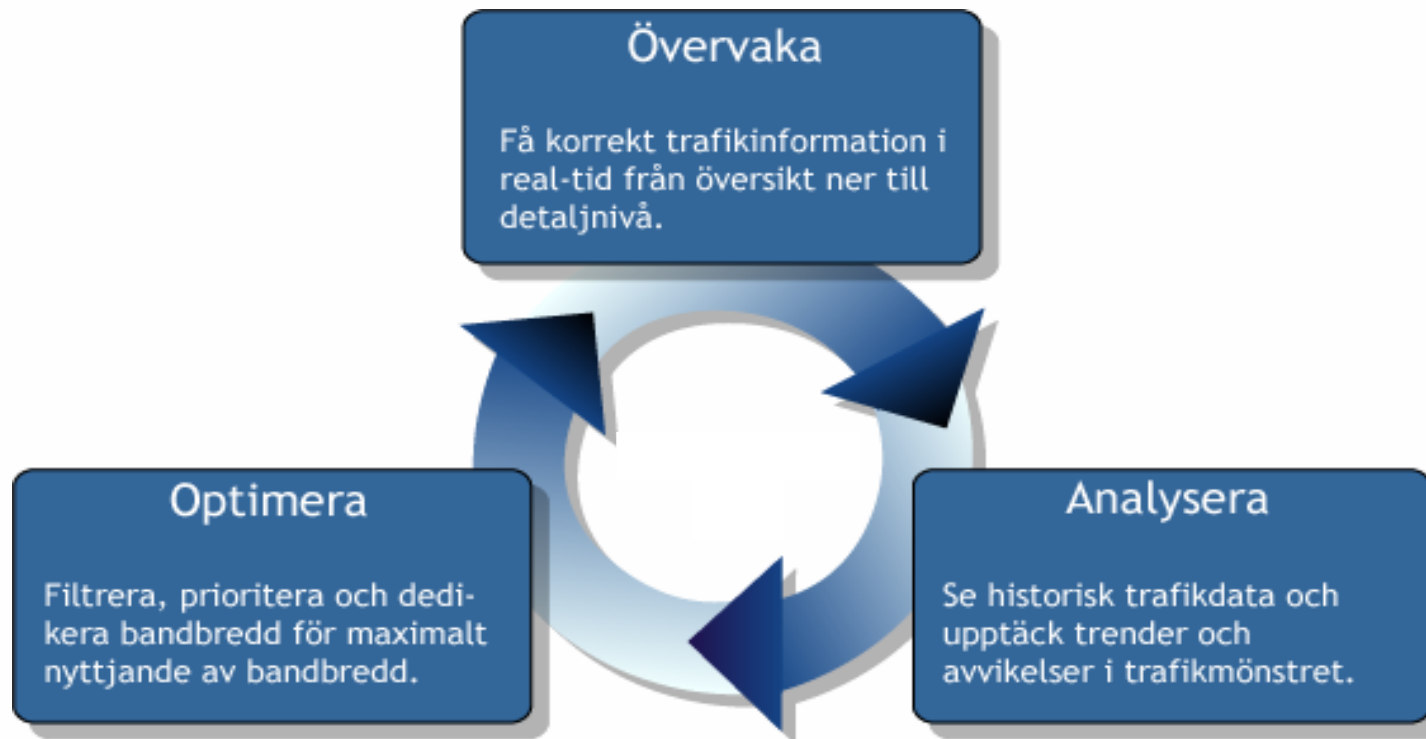 Övervaka
Få korrekt trafikinformation i
real-tid från översikt ner till
detaljnivå.
Optimera
Filtrera, prioritera och dedi-
kera bandbredd för maximalt
nyttjande av bandbredd.
Analysera
Se historisk trafikdata och
upptäck trender och
avvikelser i trafikmönstret.